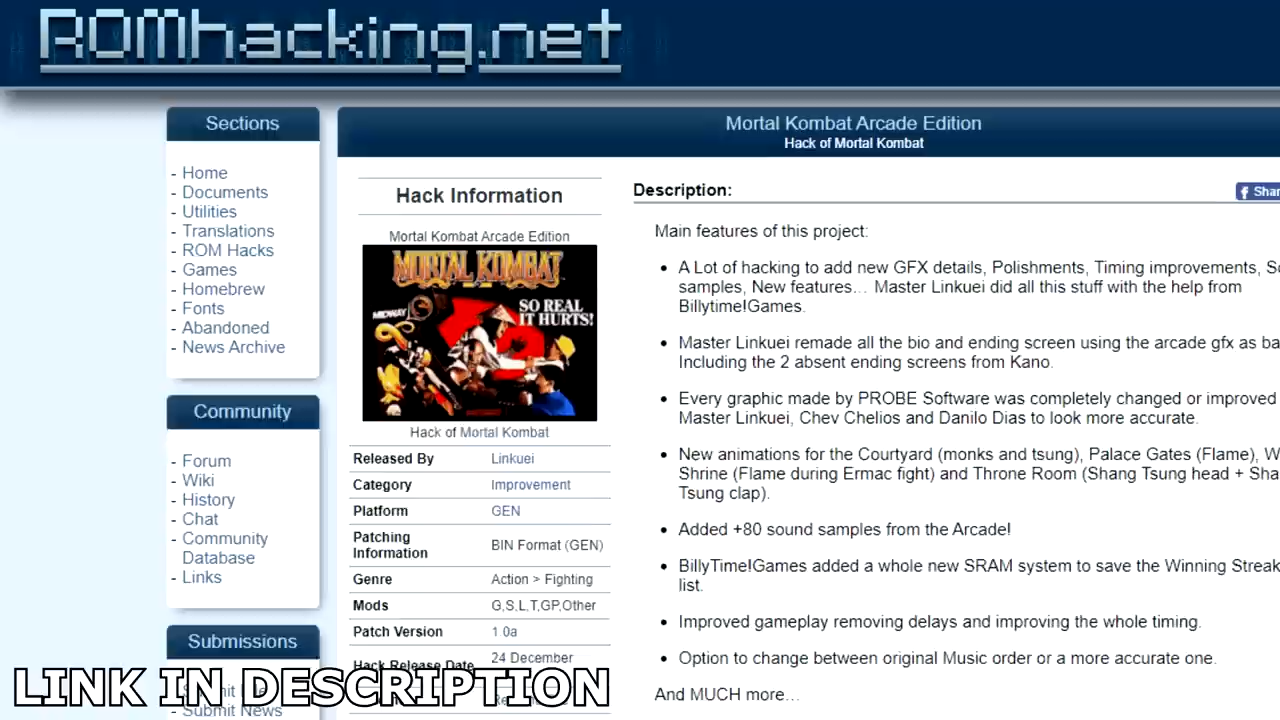 ROMhacking.net
Sections
- Home
- Documents
- Utilities
- Translations
- ROM Hacks
- Games
- Homebrew
- Fonts
- Abandoned
- News Archive
Community
- Forum
- Wiki
- History
- Chat
- Community
Database
- Links
Submissions
Submit News
Mortal Kombat Arcade Edition
Hack of Mortal Kombat
Hack Information
Mortal Kombat Arcade Edition
MORTAL KOMBAT
MIDWAY
SO REAL
IT HURTS!
Hack of Mortal Kombat
Released By Linkuei
Category Improvement
Platform GEN
Patching
Information BIN Format (GEN)
Genre Action > Fighting
Mods G,S,L,T,GP,Other
Patch Version 1.0a
Hack Release Date 24 December
Description:
Shar
Main features of this project:
• A Lot of hacking to add new GFX details, Polishments, Timing improvements, So
samples, New features... Master Linkuei did all this stuff with the help from
Billytime!Games.
• Master Linkuei remade all the bio and ending screen using the arcade gfx as ba
Including the 2 absent ending screens from Kano.
• Every graphic made by PROBE Software was completely changed or improved
Master Linkuei, Chev Chelios and Danilo Dias to look more accurate.
• New animations for the Courtyard (monks and tsung), Palace Gates (Flame), W
Shrine (Flame during Ermac fight) and Throne Room (Shang Tsung head + Sha
Tsung clap).
• Added +80 sound samples from the Arcade!
• BillyTime!Games added a whole new SRAM system to save the Winning Streak
list.
• Improved gameplay removing delays and improving the whole timing.
• Option to change between original Music order or a more accurate one.
And MUCH more...
LINK IN DESCRIPTION